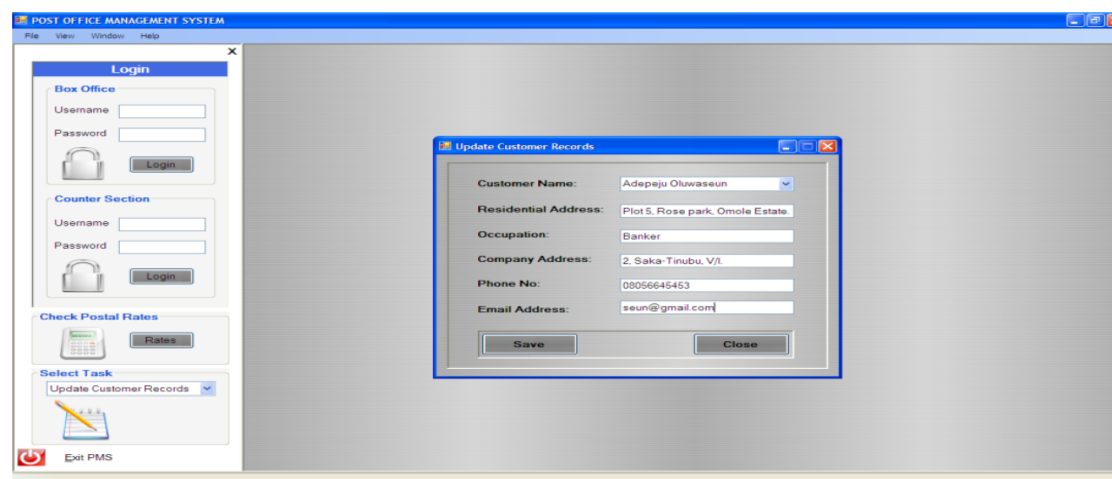 POST OFFICE MANAGEMENT SYSTEM
File View Window Help
Login
Box Office
Username
Password
Login
Counter Section
Username
Password
Login
Check Postal Rates
Rates
Select Task
Update Customer Records
Exit PMS
Update Customer Records
Customer Name: Adepeju Oluwaseun
Residential Address: Plot 5, Rose park, Omole Estate.
Occupation: Banker
Company Address: 2, Saka-Tinubu, V/I.
Phone No: 08056645453
Email Address: seun@gmail.com
Save Close